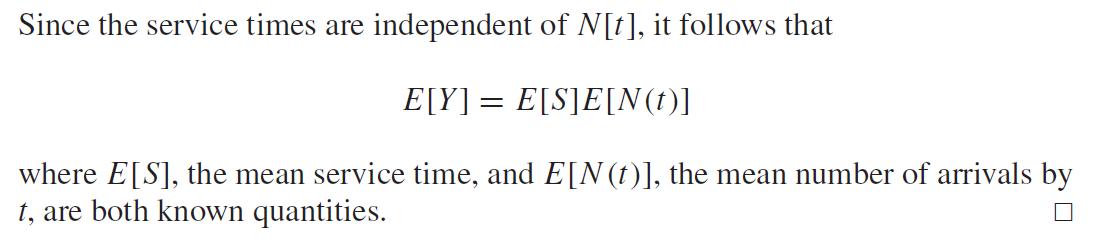 Since the service times are independent of N[t], it follows that
E[Y] = E[S]E[N(t)]
where E[S], the mean service time, and E[N(t)], the mean number of arrivals by
t, are both known quantities. □